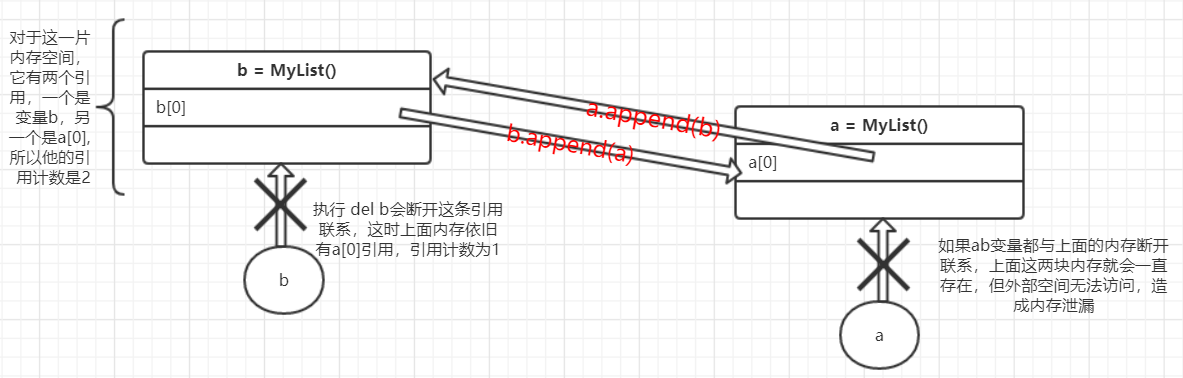 对于这一片
内存空间，
它有两个引
用，一个是
变量b，另
一个是a[0],
所以他的引
用计数是2
b = MyList()
b[0]
a.append(b)
b.append(a)
a = MyList()
a[0]
执行 del b会断开这条引用
联系，这时上面内存依旧
有a[0]引用，引用计数为1
b
如果ab变量都与上面的内存断开
联系，上面这两块内存就会一直
存在，但外部空间无法访问，造
成内存泄漏
a